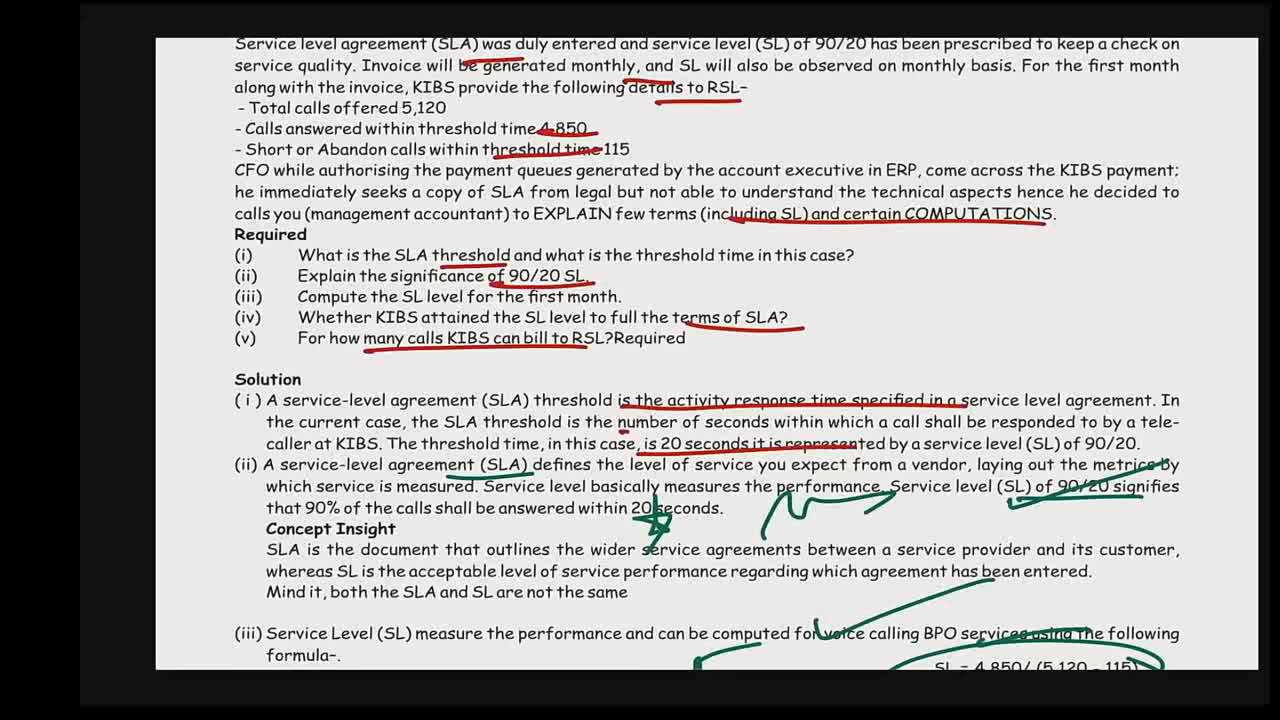 Service level agreement (SLA) was duly entered and service level (SL) of 90/20 has been prescribed to keep a check on
service quality. Invoice will be generated monthly, and SL will also be observed on monthly basis. For the first month
along with the invoice, KIBS provide the following details to RSL–
- Total calls offered 5,120
- Calls answered within threshold time 4,850
- Short or Abandon calls within threshold time 115
CFO while authorising the payment queues generated by the account executive in ERP, come across the KIBS payment;
he immediately seeks a copy of SLA from legal but not able to understand the technical aspects hence he decided to
calls you (management accountant) to EXPLAIN few terms (including SL) and certain COMPUTATIONS.
Required
(i) What is the SLA threshold and what is the threshold time in this case?
(ii) Explain the significance of 90/20 SL.
(iii) Compute the SL level for the first month.
(iv) Whether KIBS attained the SL level to full the terms of SLA?
(v) For how many calls KIBS can bill to RSL?Required
Solution
( i ) A service-level agreement (SLA) threshold is the activity response time specified in a service level agreement. In
the current case, the SLA threshold is the number of seconds within which a call shall be responded to by a tele-
caller at KIBS. The threshold time, in this case, is 20 seconds it is represented by a service level (SL) of 90/20.
(ii) A service-level agreement (SLA) defines the level of service you expect from a vendor, laying out the metrics by
which service is measured. Service level basically measures the performance. Service level (SL) of 90/20 signifies
that 90% of the calls shall be answered within 20 seconds.
Concept Insight
SLA is the document that outlines the wider service agreements between a service provider and its customer,
whereas SL is the acceptable level of service performance regarding which agreement has been entered.
Mind it, both the SLA and SL are not the same
(iii) Service Level (SL) measure the performance and can be computed for voice calling BPO services using the following
formula–.
SL = 4,850/ (5,120 – 115)